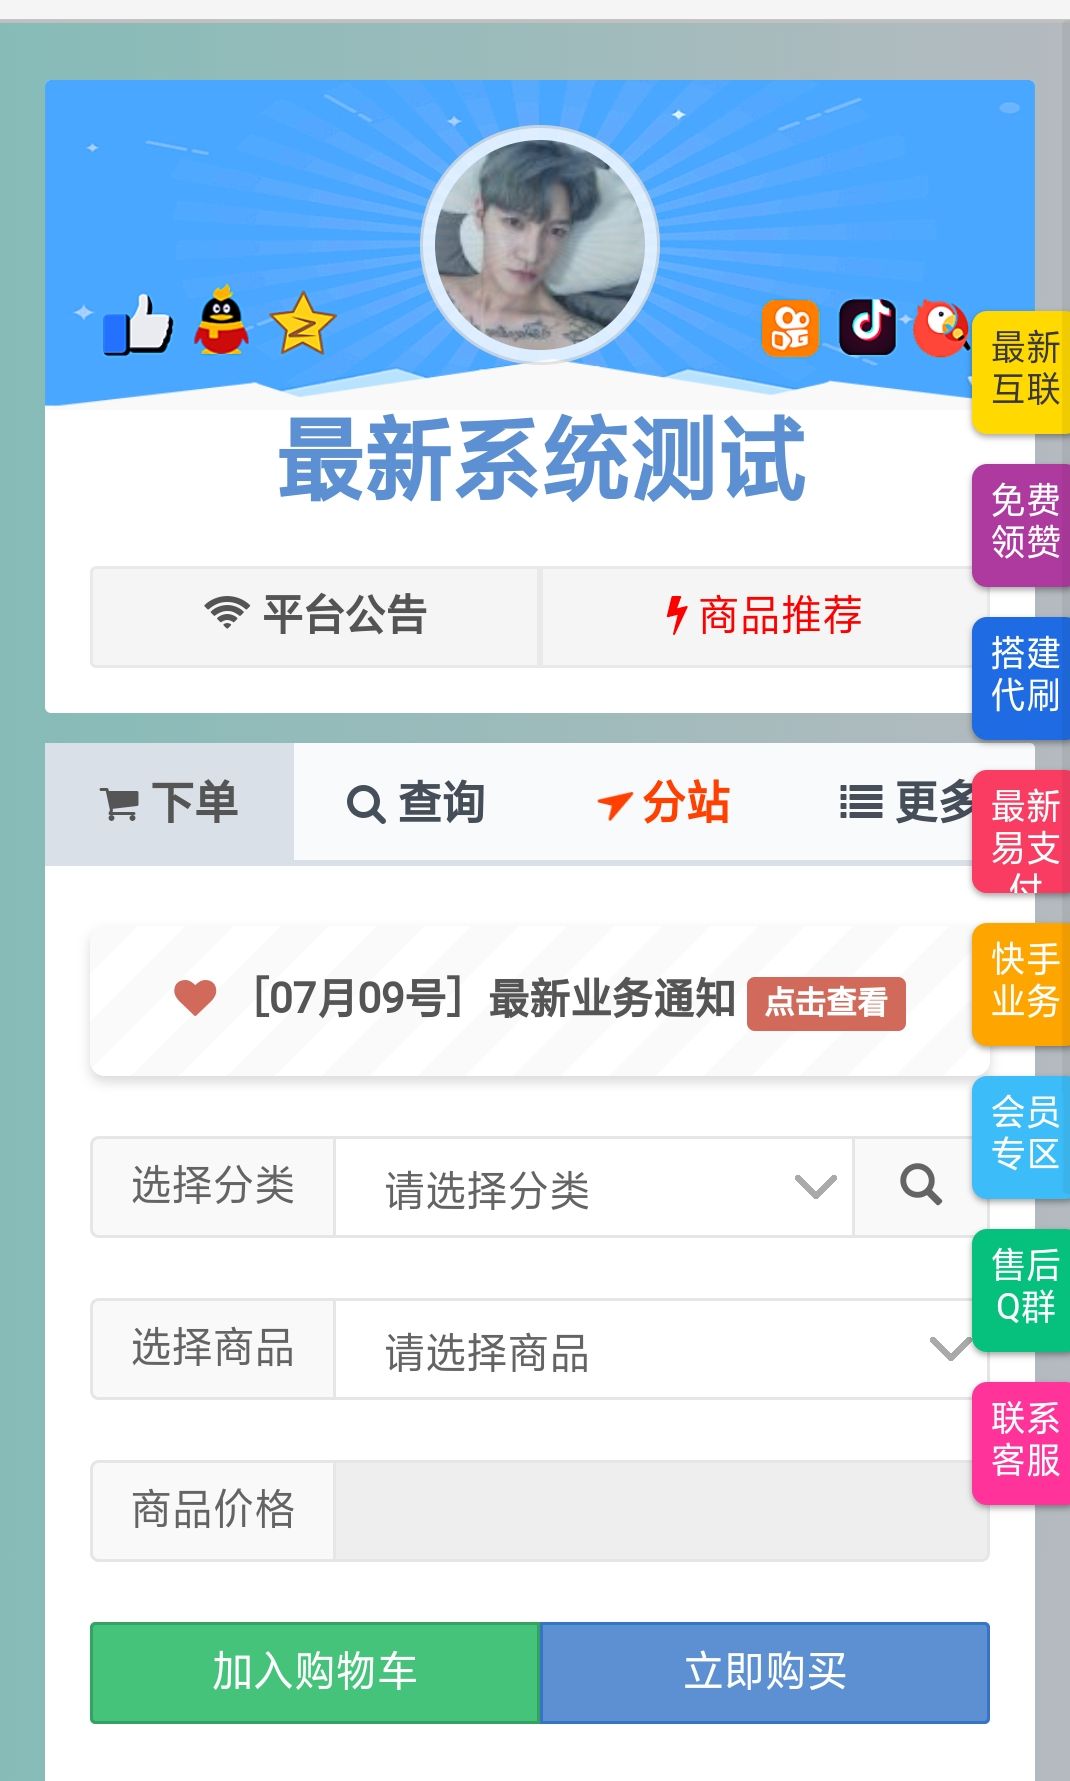 最新系统测试
平台公告
商品推荐
下单
查询
分站
更多
[07月09号] 最新业务通知 点击查看
选择分类
请选择分类
选择商品
请选择商品
商品价格
加入购物车
立即购买
最新
互联
免费
领赞
搭建
代刷
最新
易支
付
快手
业务
会员
专区
售后
Q群
联系
客服